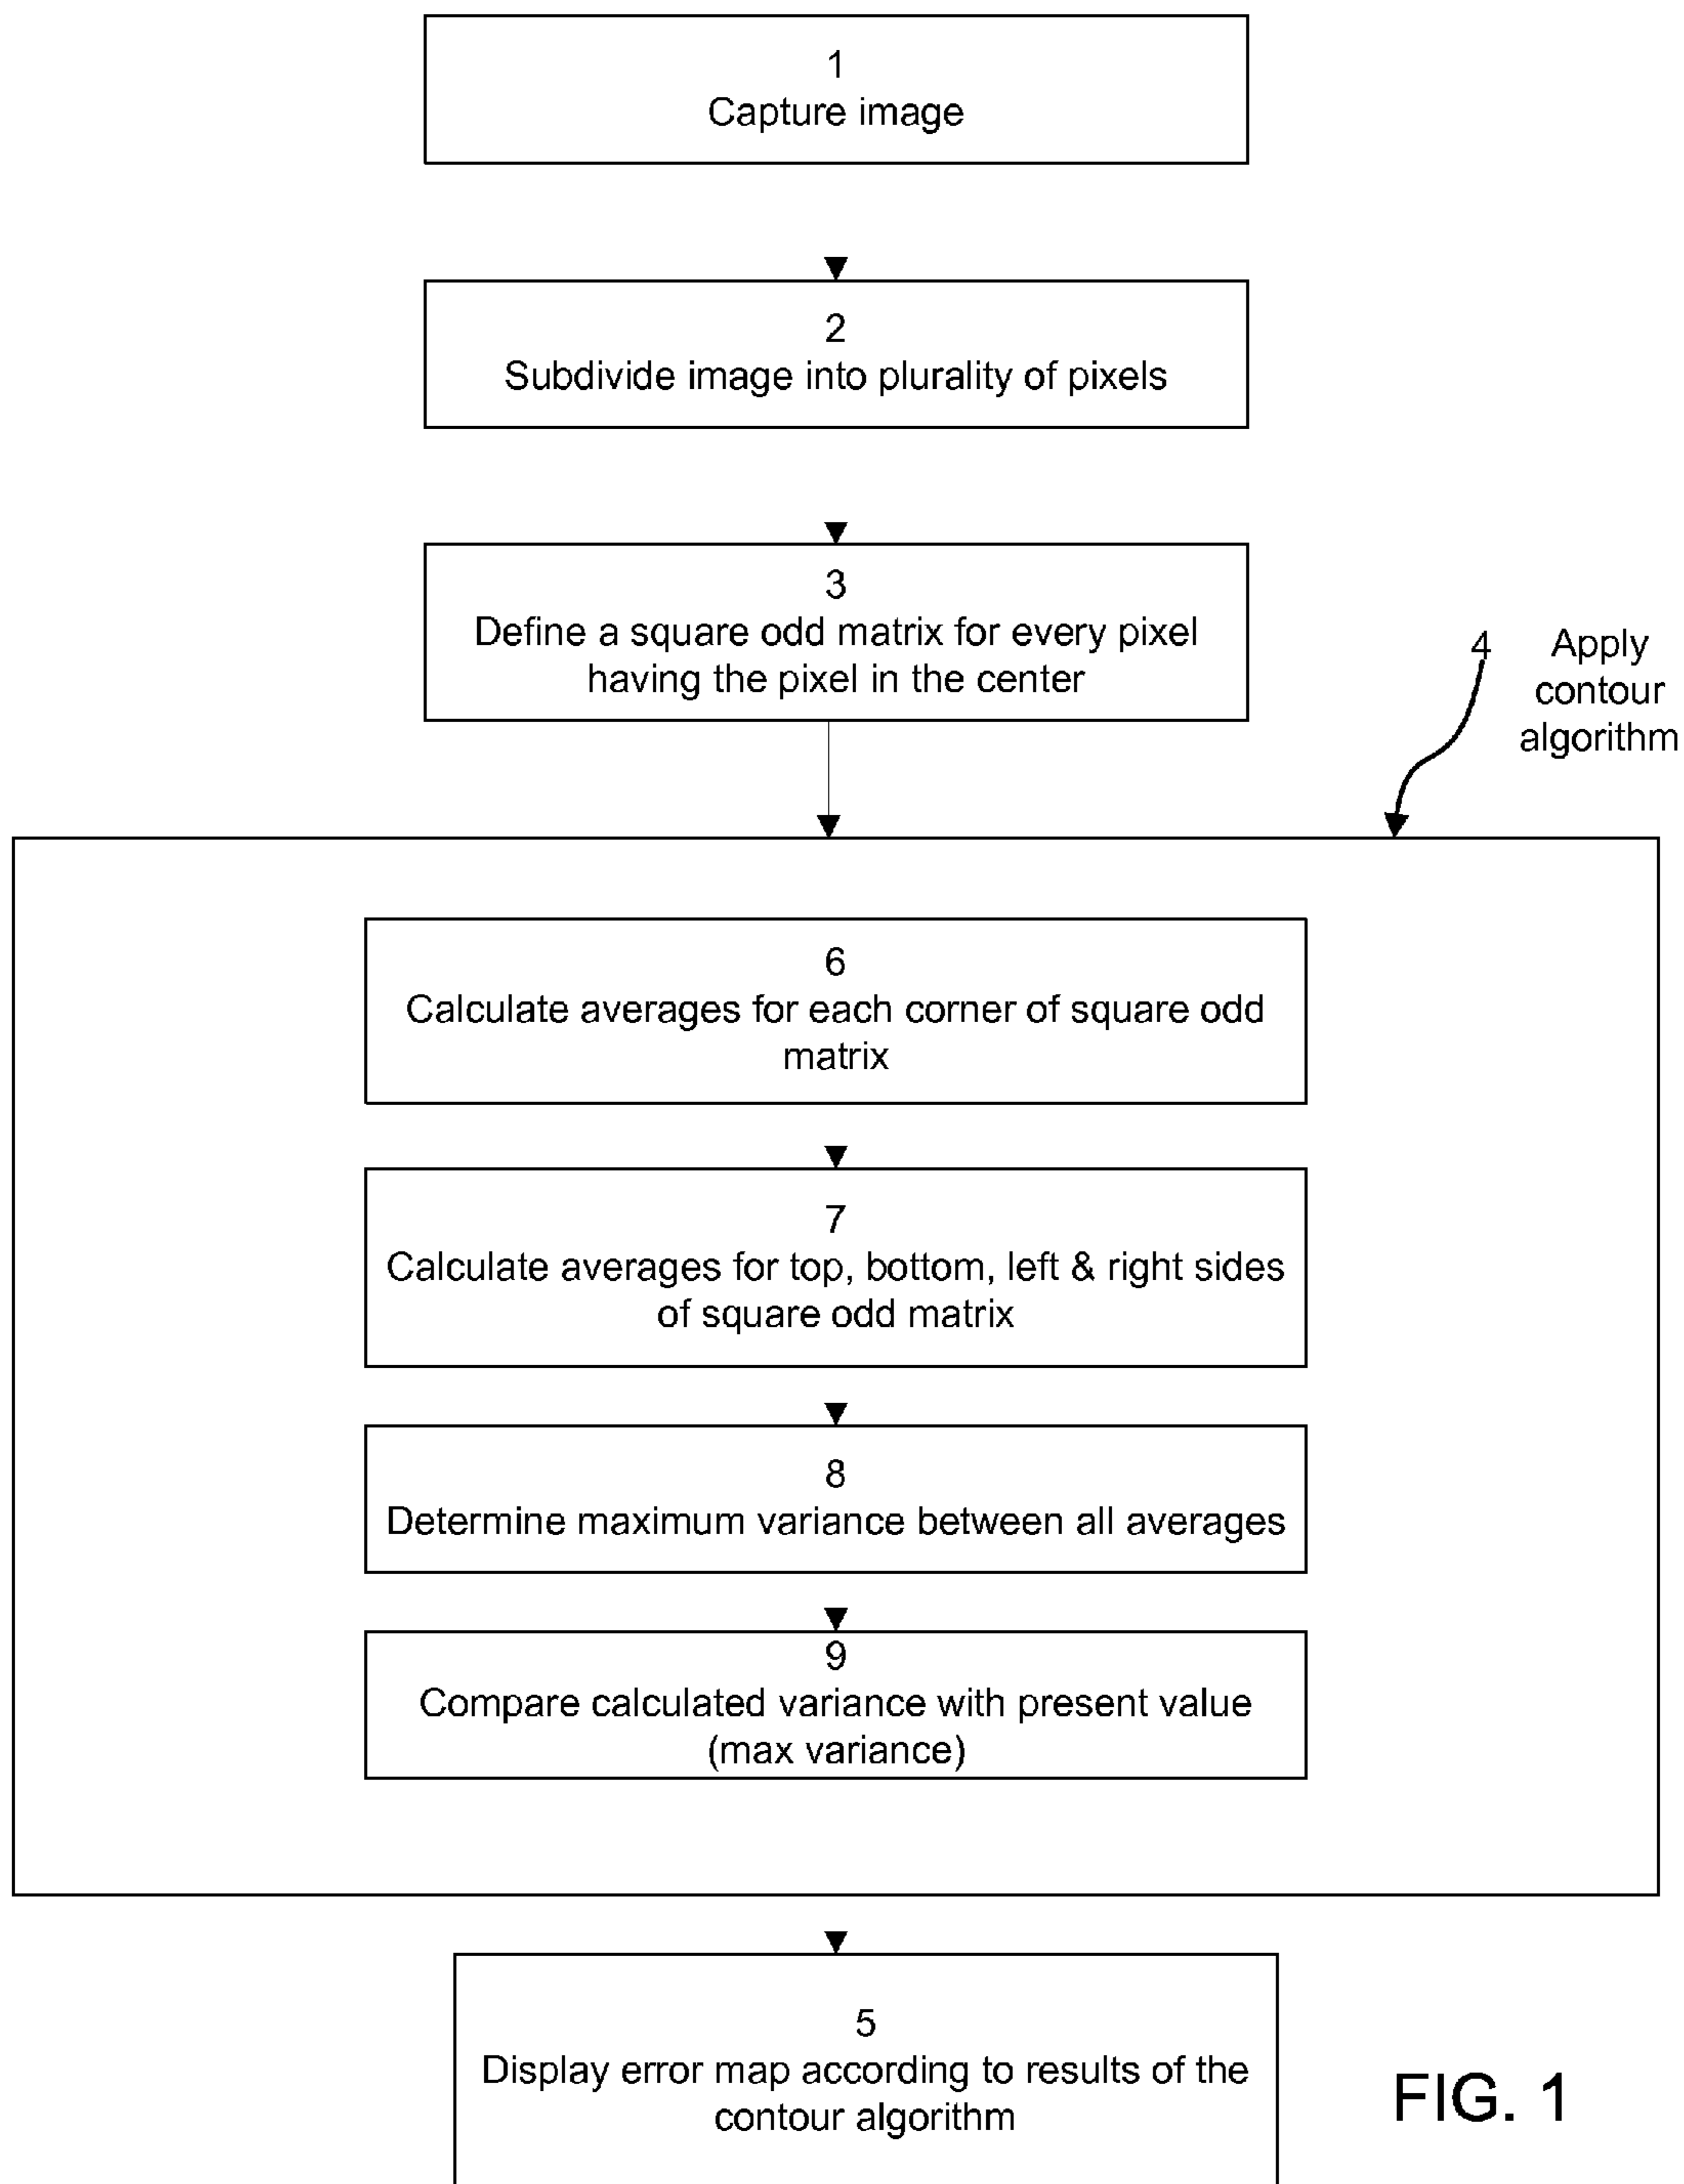 1
Capture image
2
Subdivide image into plurality of pixels
3
Define a square odd matrix for every pixel
having the pixel in the center
4
Apply
contour
algorithm
6
Calculate averages for each corner of square odd
matrix
7
Calculate averages for top, bottom, left & right sides
of square odd matrix
8
Determine maximum variance between all averages
9
Compare calculated variance with present value
(max variance)
5
Display error map according to results of the
contour algorithm
FIG. 1